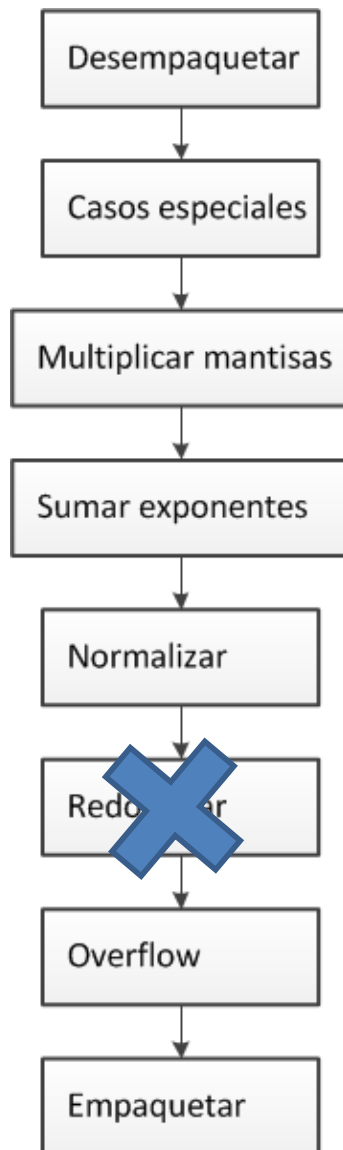 Desempaquetar
Casos especiales
Multiplicar mantisas
Sumar exponentes
Normalizar
Overflow
Empaquetar